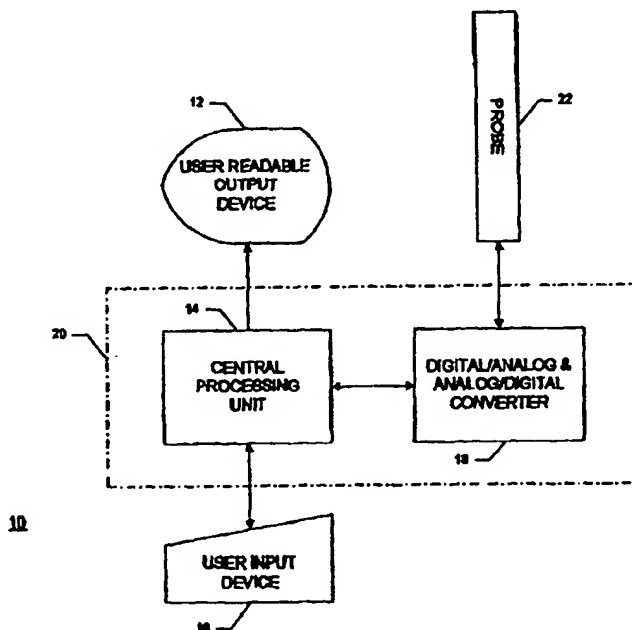 12
USER READABLE
OUTPUT
DEVICE
PROBE
22
20
14
CENTRAL
PROCESSING
UNIT
DIGITAL/ANALOG &
ANALOG/DIGITAL
CONVERTER
18
10
USER INPUT
DEVICE
16